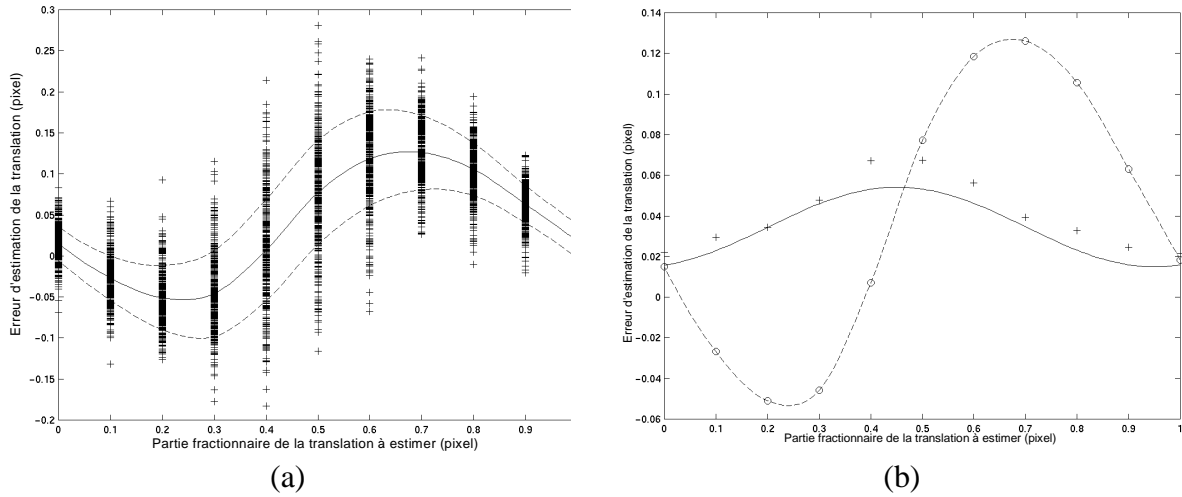 0.3
0.25
0.2
0.15
0.1
0.05
0
−0.05
−0.1
−0.15
−0.2
Erreur d'estimation de la translation (pixel)
0 0.1 0.2 0.3 0.4 0.5 0.6 0.7 0.8 0.9
Partie fractionnaire de la translation à estimer (pixel)
(a)
0.14
0.12
0.1
0.08
0.06
0.04
0.02
0
−0.02
−0.04
−0.06
Erreur d'estimation de la translation (pixel)
0 0.1 0.2 0.3 0.4 0.5 0.6 0.7 0.8 0.9 1
Partie fractionnaire de la translation à estimer (pixel)
(b)